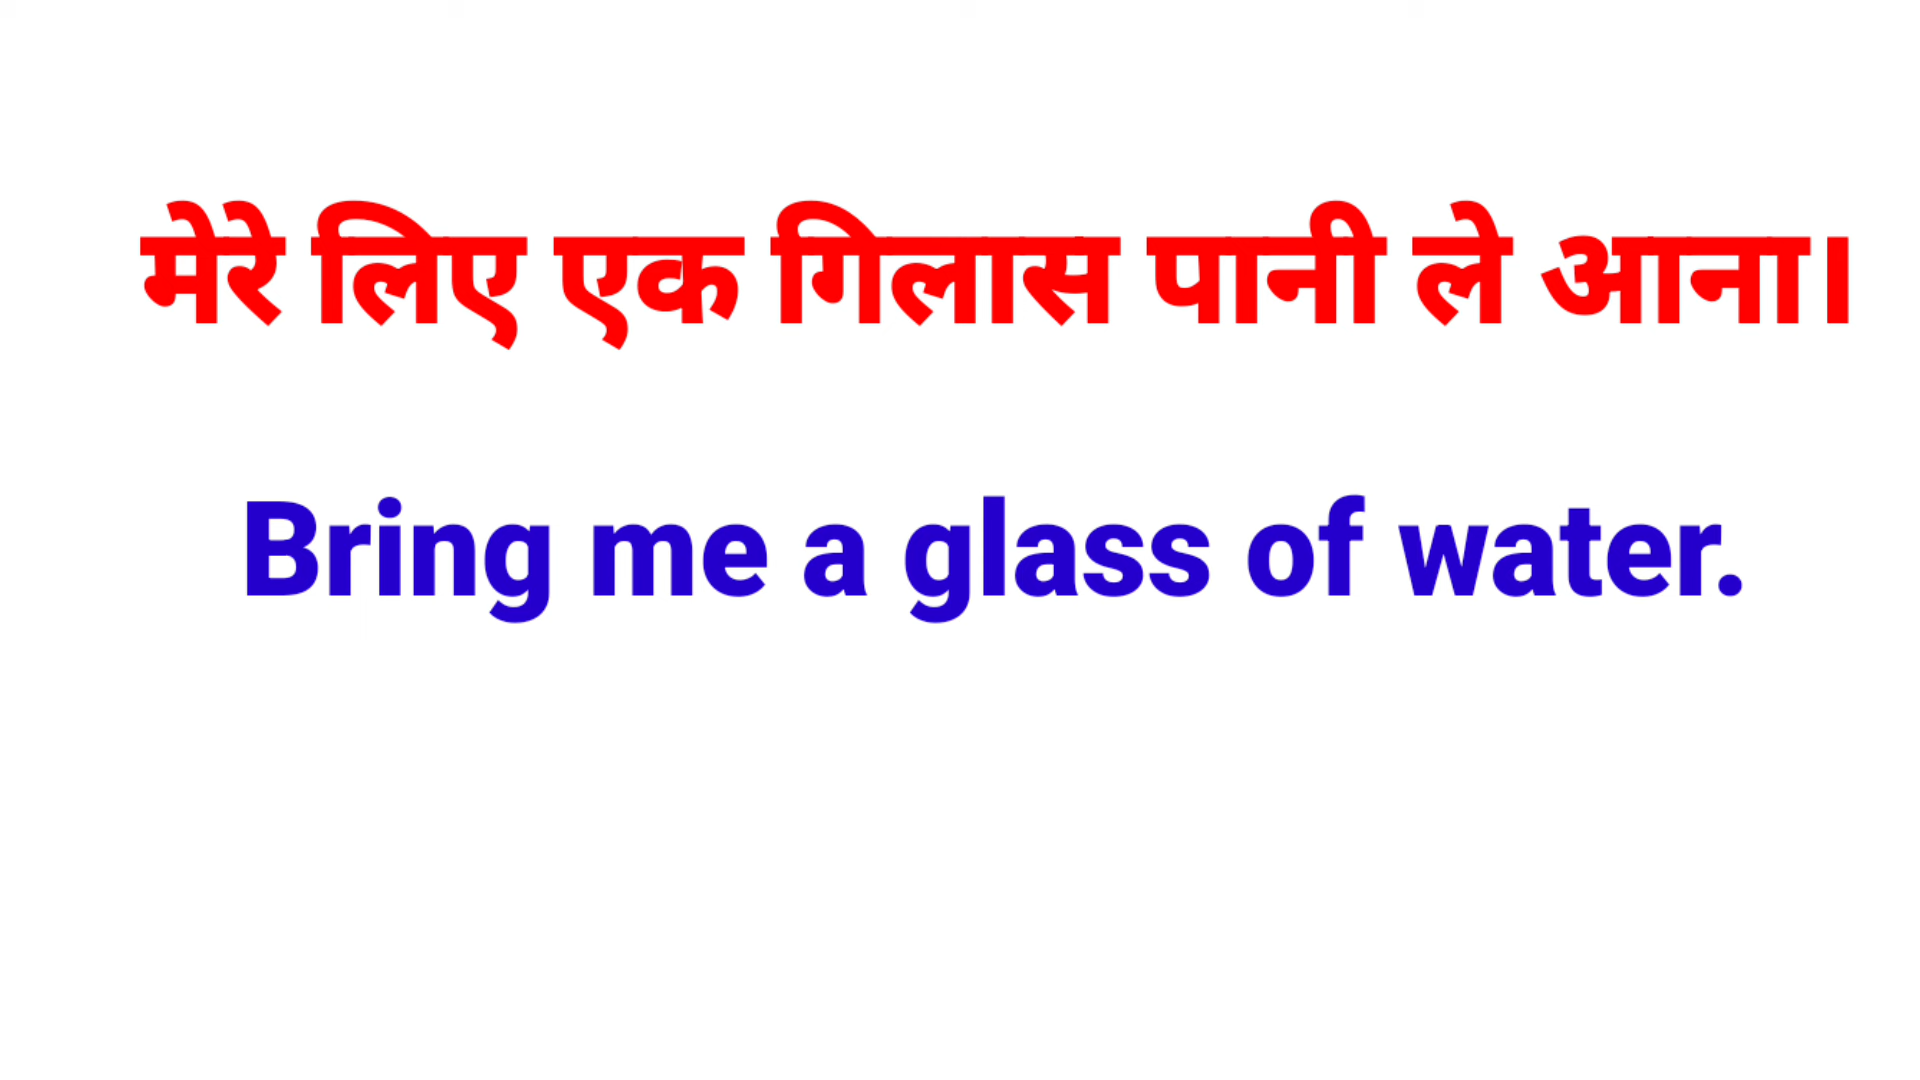 मेरे लिए एक गिलास पानी ले आना।
Bring me a glass of water.